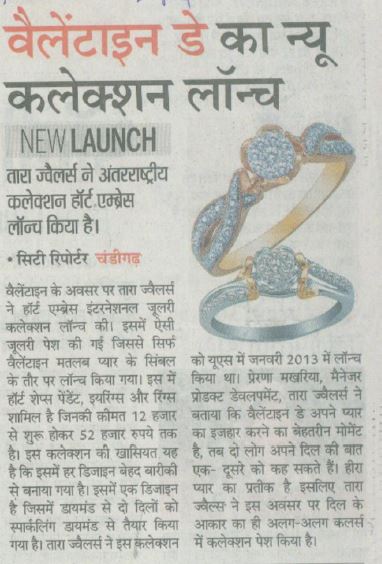 वैलेंटाइन डे का न्यू
कलेक्शन लॉन्च
NEW LAUNCH
तारा ज्वैलर्स ने अंतरराष्ट्रीय
कलेक्शन हॉर्ट एम्ब्रेस
लॉन्च किया है।
• सिटी रिपोर्टर चंडीगढ़
वैलेंटाइन के अवसर पर तारा ज्वैलर्स
ने हॉर्ट एम्ब्रेस इंटरनेशनल जूलरी
कलेक्शन लॉन्च की। इसमें ऐसी
जूलरी पेश की गई जिससे सिर्फ
वैलेंटाइन मतलब प्यार के सिंबल
के तौर पर लॉन्च किया गया। इस में
हॉर्ट शेप्स पेंडेंट, इयरिंग्स और रिंग्स
शामिल है जिनकी कीमत 12 हजार
से शुरू होकर 52 हजार रुपये तक
है। इस कलेक्शन की खासियत यह
है कि इसमें हर डिजाइन बेहद बारीकी
से बनाया गया है। इसमें एक डिजाइन
है जिसमें डायमंड से दो दिलों को
स्पार्कलिंग डायमंड से तैयार किया
गया है। तारा ज्वैलर्स ने इस कलेक्शन
को यूएस में जनवरी 2013 में लॉन्च
किया था। प्रेरणा मखरिया, मैनेजर
प्रोडक्ट डेवलपमेंट, तारा ज्वैलर्स ने
बताया कि वैलेंटाइन डे अपने प्यार
का इजहार करने का बेहतरीन मोमेंट
है, तब दो लोग अपने दिल की बात
एक- दूसरे को कह सकते हैं। हीरा
प्यार का प्रतीक है इसलिए तारा
ज्वैल्स ने इस अवसर पर दिल के
आकार का ही अलग-अलग कलर्स
में कलेक्शन पेश किया है।